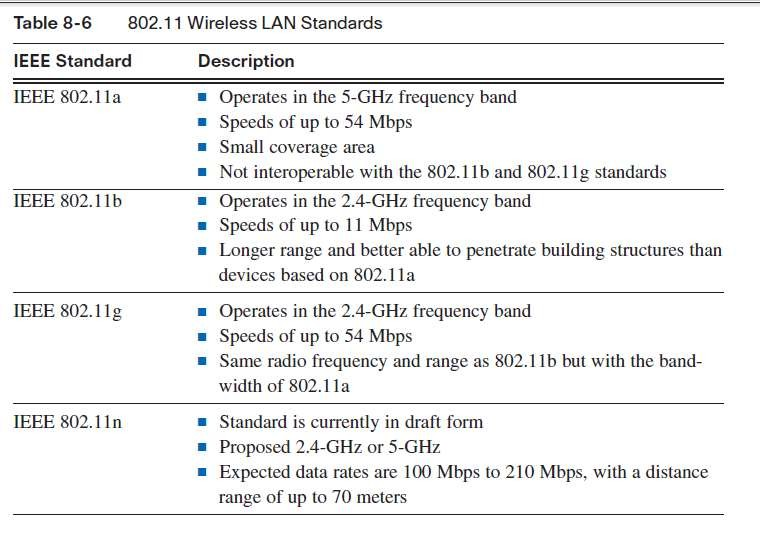 Table 8-6 802.11 Wireless LAN Standards
IEEE Standard Description
IEEE 802.11a ■ Operates in the 5-GHz frequency band
■ Speeds of up to 54 Mbps
■ Small coverage area
■ Not interoperable with the 802.11b and 802.11g standards
IEEE 802.11b ■ Operates in the 2.4-GHz frequency band
■ Speeds of up to 11 Mbps
■ Longer range and better able to penetrate building structures than
devices based on 802.11a
IEEE 802.11g ■ Operates in the 2.4-GHz frequency band
■ Speeds of up to 54 Mbps
■ Same radio frequency and range as 802.11b but with the band-
width of 802.11a
IEEE 802.11n ■ Standard is currently in draft form
■ Proposed 2.4-GHz or 5-GHz
■ Expected data rates are 100 Mbps to 210 Mbps, with a distance
range of up to 70 meters